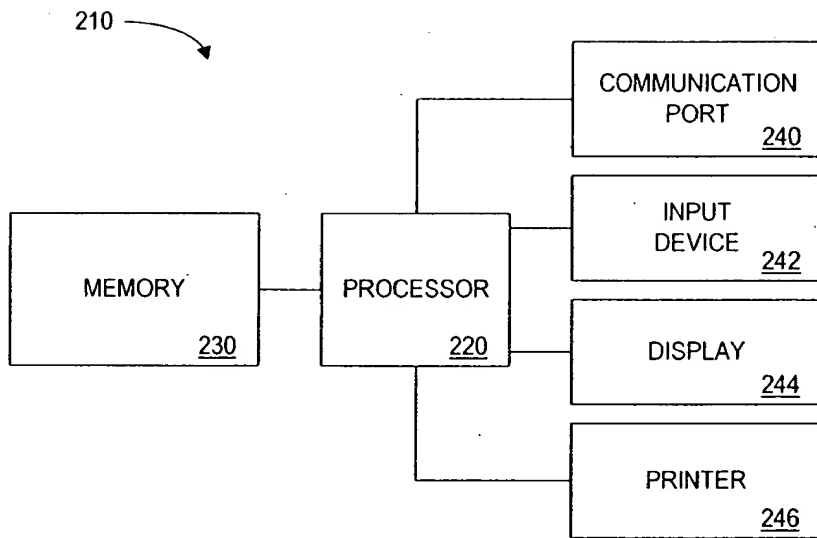 210
COMMUNICATION
PORT
240
INPUT
DEVICE
242
MEMORY
230
PROCESSOR
220
DISPLAY
244
PRINTER
246